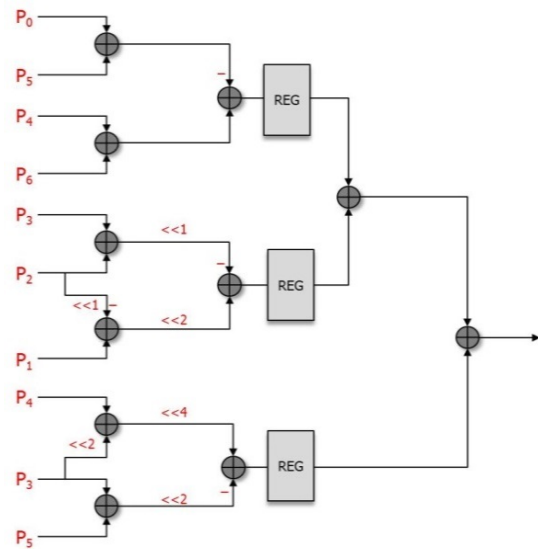 P₀
P₅
−
REG
P₄
P₆
P₃
<<1
P₂
−
REG
<<1 −
<<2
P₁
P₄
<<4
<<2
REG
P₃
−
<<2
P₅